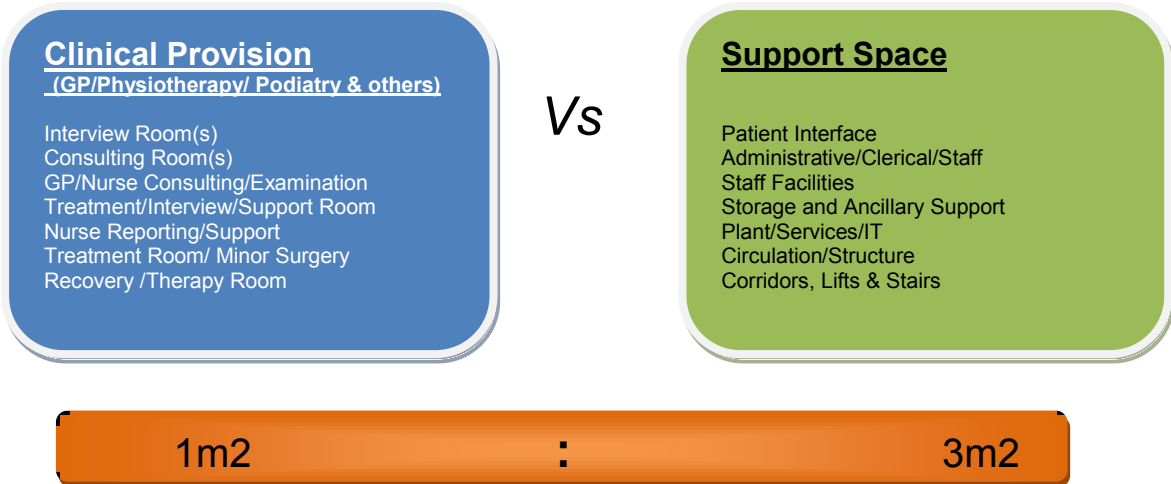 Clinical Provision
(GP/Physiotherapy/ Podiatry & others)
Interview Room(s)
Consulting Room(s)
GP/Nurse Consulting/Examination
Treatment/Interview/Support Room
Nurse Reporting/Support
Treatment Room/ Minor Surgery
Recovery /Therapy Room
Vs
Support Space
Patient Interface
Administrative/Clerical/Staff
Staff Facilities
Storage and Ancillary Support
Plant/Services/IT
Circulation/Structure
Corridors, Lifts & Stairs
1m2 : 3m2